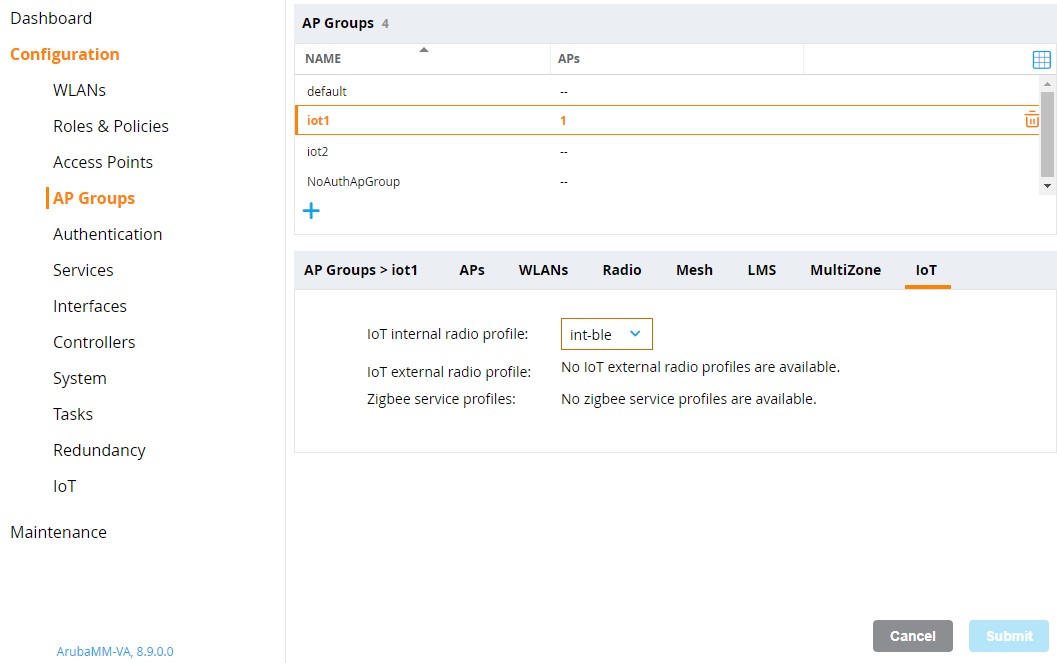 Dashboard
Configuration
WLANs
Roles & Policies
Access Points
AP Groups
Authentication
Services
Interfaces
Controllers
System
Tasks
Redundancy
IoT
Maintenance
ArubaMM-VA, 8.9.0.0
AP Groups 4
NAME APs
default --
iot1 1
iot2 --
NoAuthApGroup --
AP Groups > iot1 APs WLANs Radio Mesh LMS MultiZone IoT
IoT internal radio profile: int-ble
IoT external radio profile: No IoT external radio profiles are available.
Zigbee service profiles: No zigbee service profiles are available.
Cancel Submit